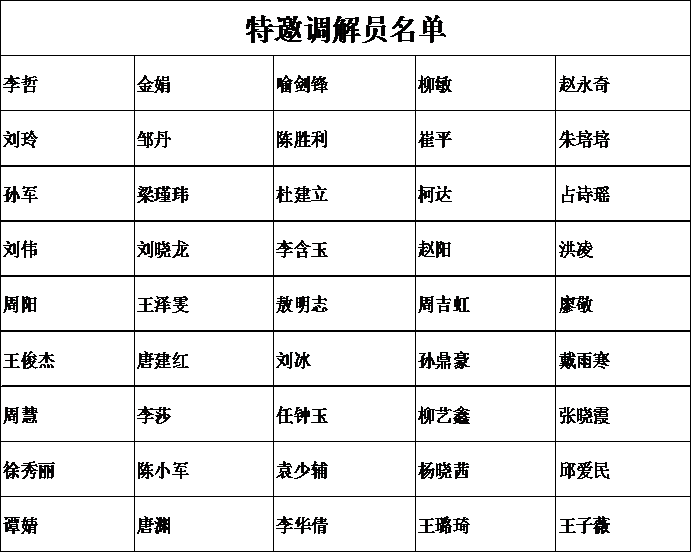 特邀调解员名单
李哲 金娟 喻剑锋 柳敏 赵永奇
刘玲 邹丹 陈胜利 崔平 朱培培
孙军 梁瑾玮 杜建立 柯达 占诗瑶
刘伟 刘晓龙 李含玉 赵阳 洪凌
周阳 王泽雯 敖明志 周吉虹 廖敬
王俊杰 唐建红 刘冰 孙鼎豪 戴雨寒
周慧 李莎 任钟玉 柳艺鑫 张晓霞
徐秀丽 陈小军 袁少辅 杨晓茜 邱爱民
谭婧 唐渊 李华倩 王璐琦 王子薇